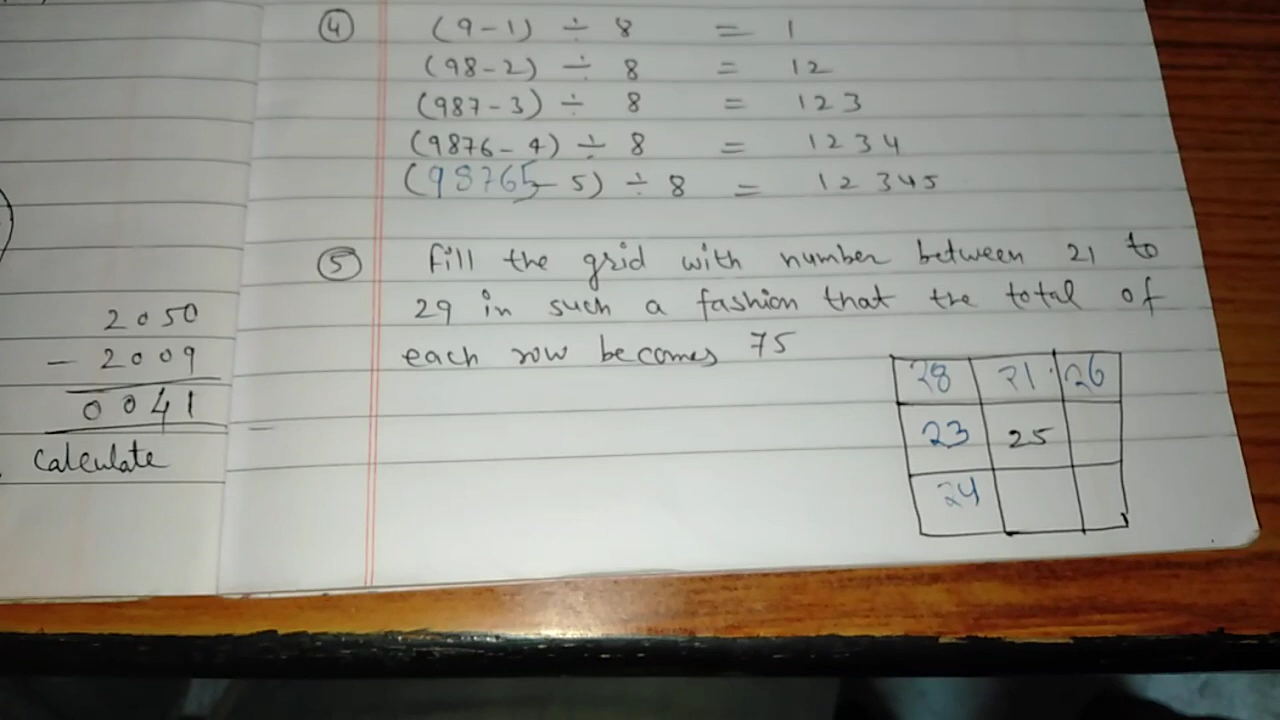 ④ (9-1) ÷ 8 = 1
(98-2) ÷ 8 = 12
(987-3) ÷ 8 = 123
(9876-4) ÷ 8 = 1234
(98765-5) ÷ 8 = 12345
⑤ fill the grid with number between 21 to
29 in such a fashion that the total of
each row becomes 75
28 21 26
23 25
24
2050
- 2009
0041
Calculate